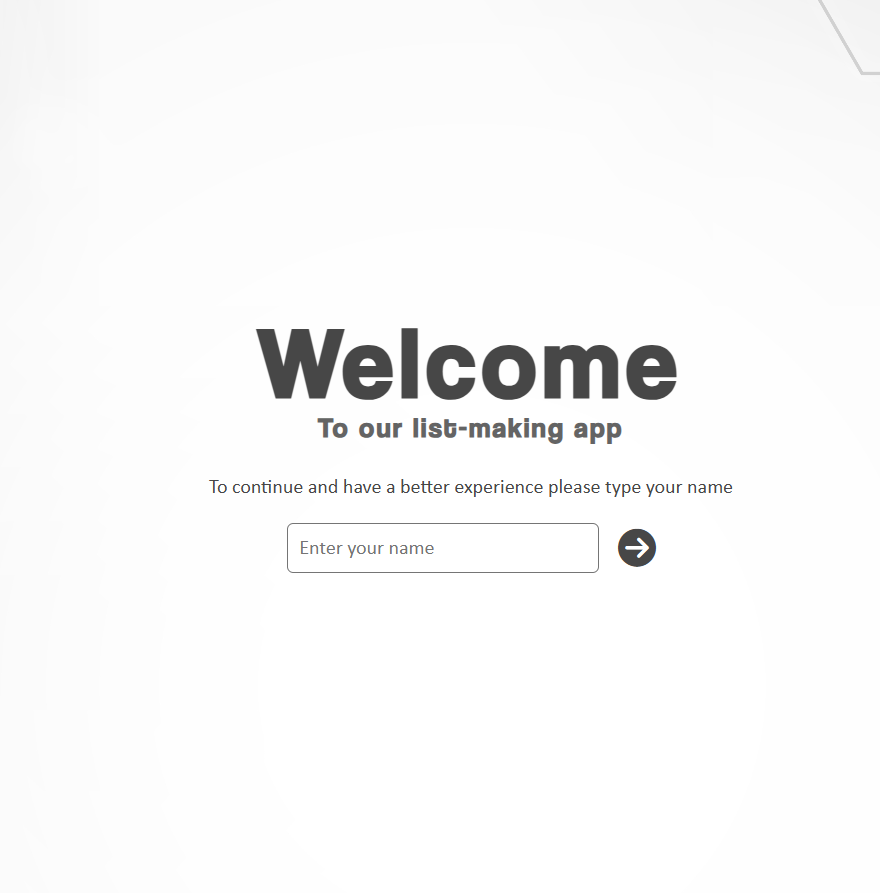 Welcome
To our list-making app
To continue and have a better experience please type your name
Enter your name